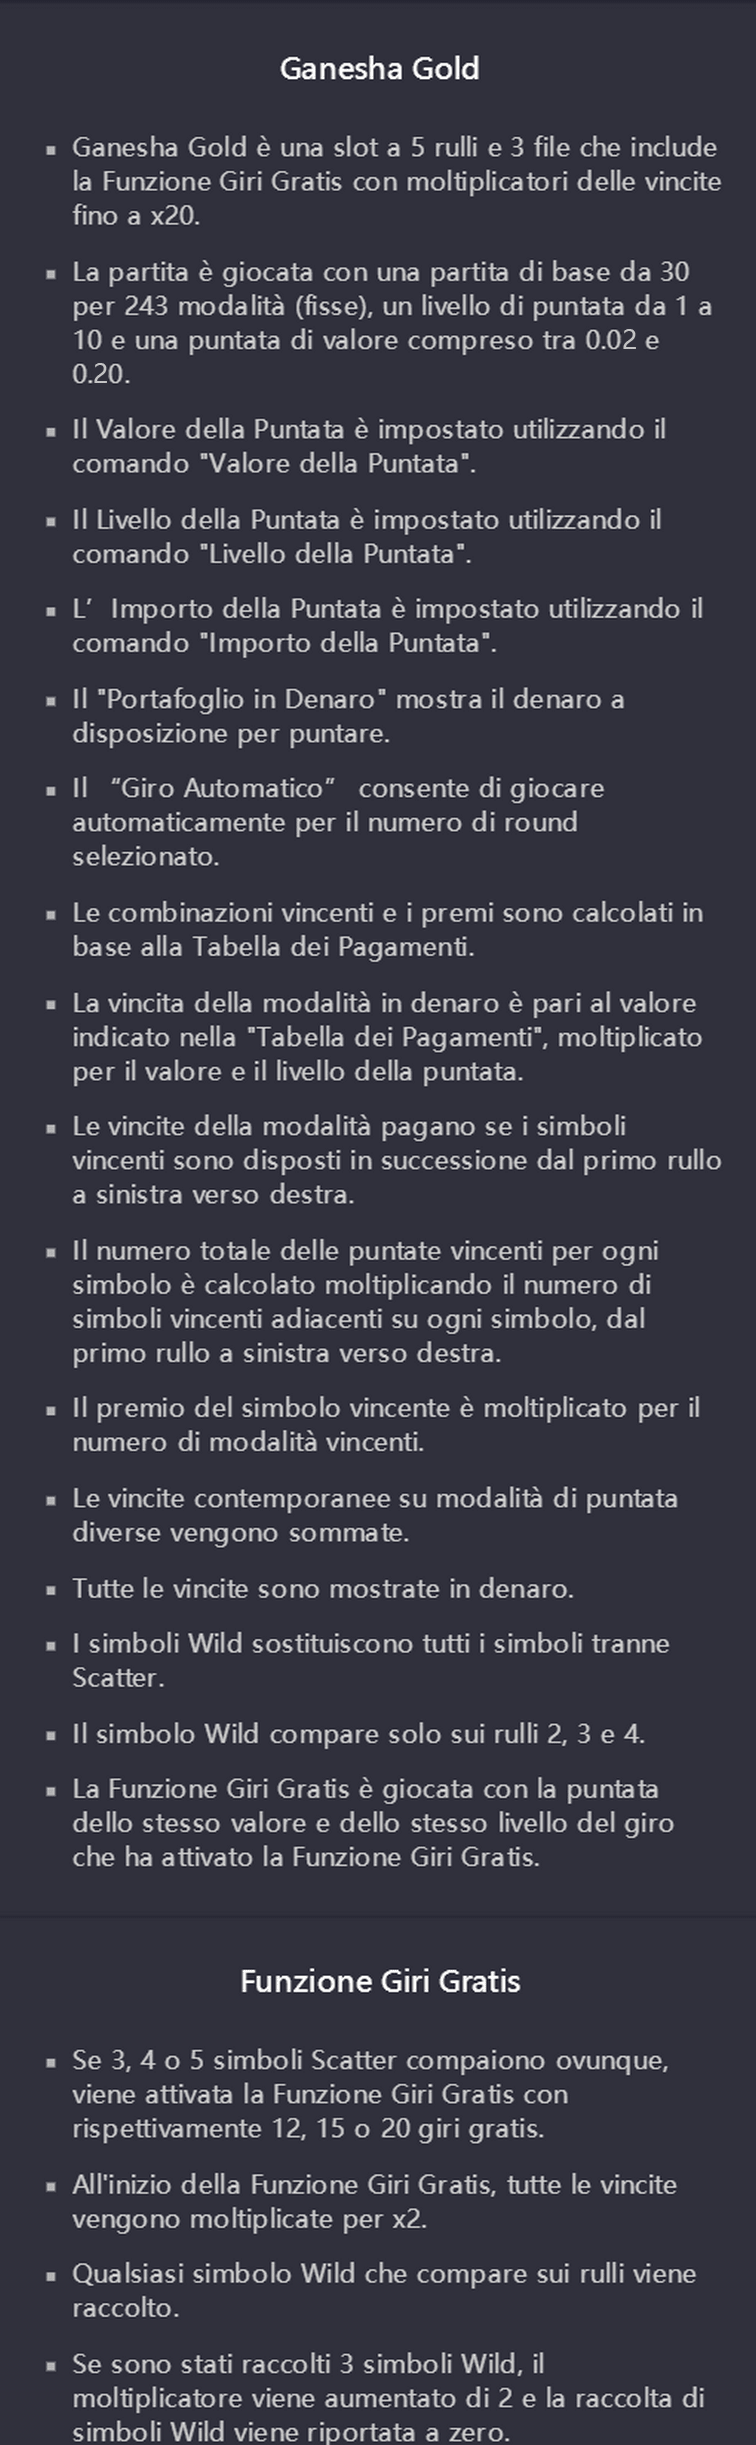 Ganesha Gold
▪ Ganesha Gold è una slot a 5 rulli e 3 file che include
la Funzione Giri Gratis con moltiplicatori delle vincite
fino a x20.
▪ La partita è giocata con una partita di base da 30
per 243 modalità (fisse), un livello di puntata da 1 a
10 e una puntata di valore compreso tra 0.02 e
0.20.
▪ Il Valore della Puntata è impostato utilizzando il
comando "Valore della Puntata".
▪ Il Livello della Puntata è impostato utilizzando il
comando "Livello della Puntata".
▪ L’ Importo della Puntata è impostato utilizzando il
comando "Importo della Puntata".
▪ Il "Portafoglio in Denaro" mostra il denaro a
disposizione per puntare.
▪ Il “Giro Automatico” consente di giocare
automaticamente per il numero di round
selezionato.
▪ Le combinazioni vincenti e i premi sono calcolati in
base alla Tabella dei Pagamenti.
▪ La vincita della modalità in denaro è pari al valore
indicato nella "Tabella dei Pagamenti", moltiplicato
per il valore e il livello della puntata.
▪ Le vincite della modalità pagano se i simboli
vincenti sono disposti in successione dal primo rullo
a sinistra verso destra.
▪ Il numero totale delle puntate vincenti per ogni
simbolo è calcolato moltiplicando il numero di
simboli vincenti adiacenti su ogni simbolo, dal
primo rullo a sinistra verso destra.
▪ Il premio del simbolo vincente è moltiplicato per il
numero di modalità vincenti.
▪ Le vincite contemporanee su modalità di puntata
diverse vengono sommate.
▪ Tutte le vincite sono mostrate in denaro.
▪ I simboli Wild sostituiscono tutti i simboli tranne
Scatter.
▪ Il simbolo Wild compare solo sui rulli 2, 3 e 4.
▪ La Funzione Giri Gratis è giocata con la puntata
dello stesso valore e dello stesso livello del giro
che ha attivato la Funzione Giri Gratis.
Funzione Giri Gratis
▪ Se 3, 4 o 5 simboli Scatter compaiono ovunque,
viene attivata la Funzione Giri Gratis con
rispettivamente 12, 15 o 20 giri gratis.
▪ All'inizio della Funzione Giri Gratis, tutte le vincite
vengono moltiplicate per x2.
▪ Qualsiasi simbolo Wild che compare sui rulli viene
raccolto.
▪ Se sono stati raccolti 3 simboli Wild, il
moltiplicatore viene aumentato di 2 e la raccolta di
simboli Wild viene riportata a zero.